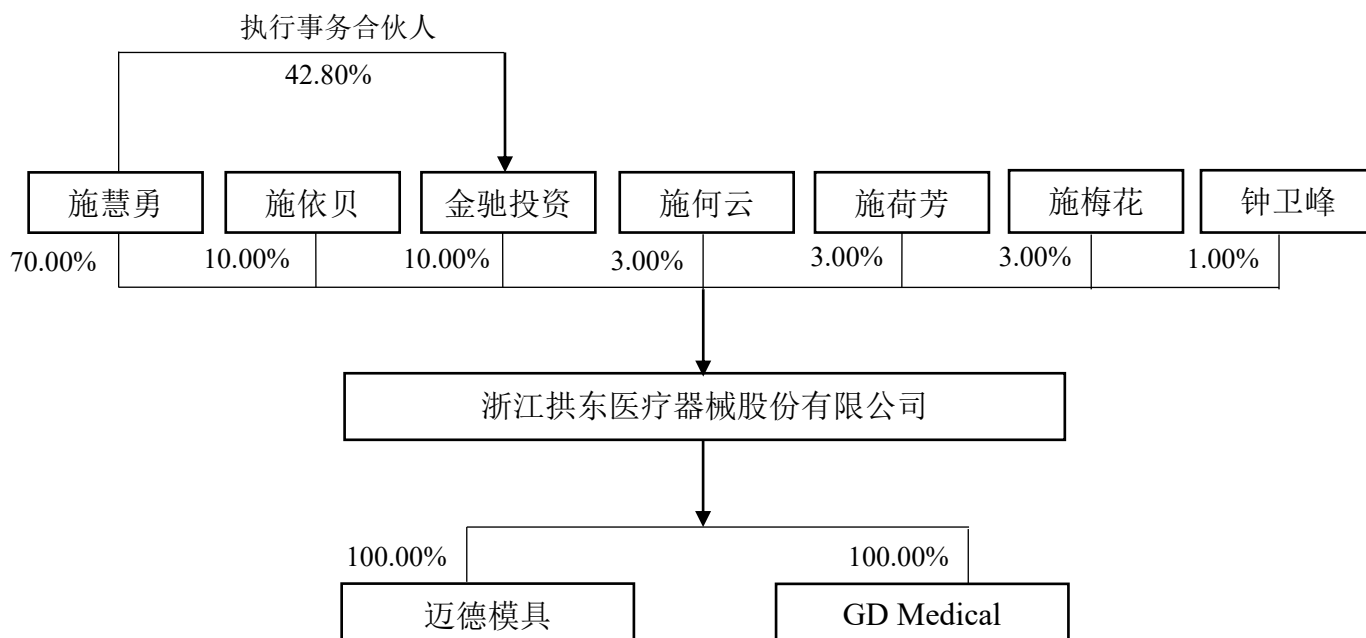 执行事务合伙人
42.80%
施慧勇 施依贝 金驰投资 施何云 施荷芳 施梅花 钟卫峰
70.00% 10.00% 10.00% 3.00% 3.00% 3.00% 1.00%
浙江拱东医疗器械股份有限公司
100.00% 100.00%
迈德模具 GD Medical